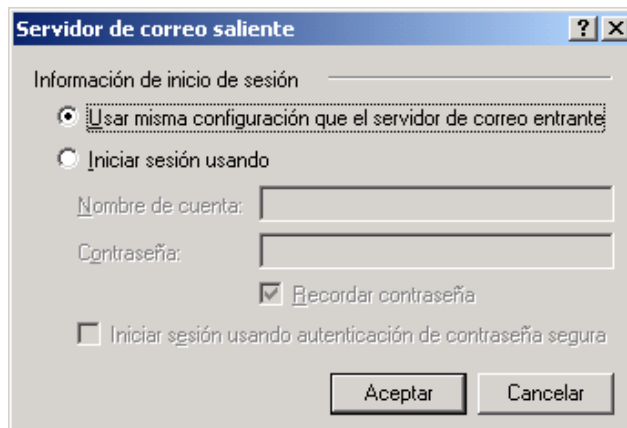 Servidor de correo saliente
Información de inicio de sesión
Usar misma configuración que el servidor de correo entrante
Iniciar sesión usando
Nombre de cuenta:
Contraseña:
Recordar contraseña
Iniciar sesión usando autenticación de contraseña segura
Aceptar Cancelar